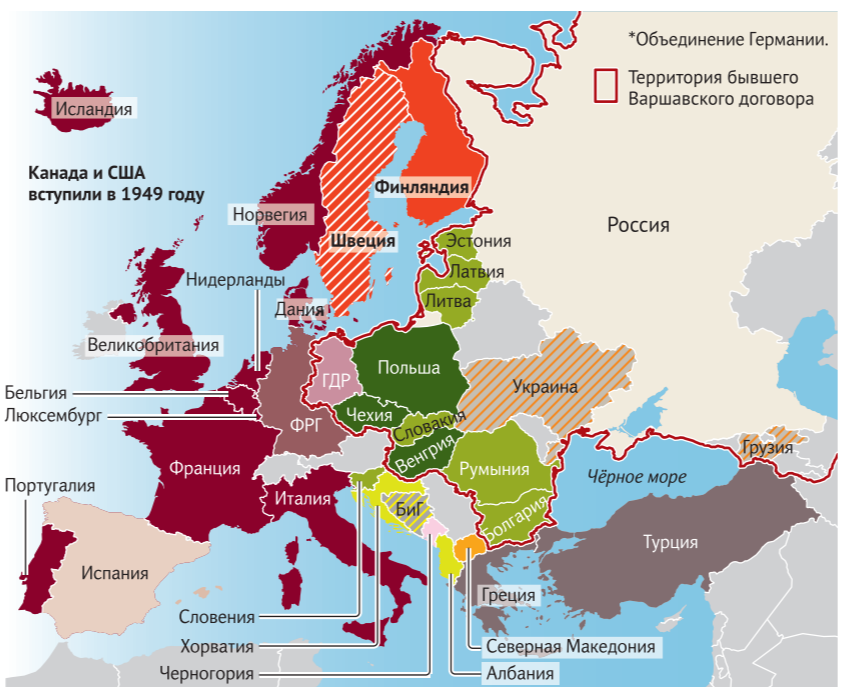 *Объединение Германии.
Территория бывшего
Варшавского договора
Исландия
Канада и США
вступили в 1949 году
Финляндия
Норвегия
Россия
Швеция
Эстония
Латвия
Нидерланды
Литва
Дания
Великобритания
Польша
ГДР
Украина
Бельгия
Чехия
Люксембург
ФРГ
Словакия
Венгрия
Грузия
Франция
Румыния
Чёрное море
Португалия
Италия
БиГ
Болгария
Турция
Испания
Греция
Словения
Хорватия
Северная Македония
Черногория
Албания